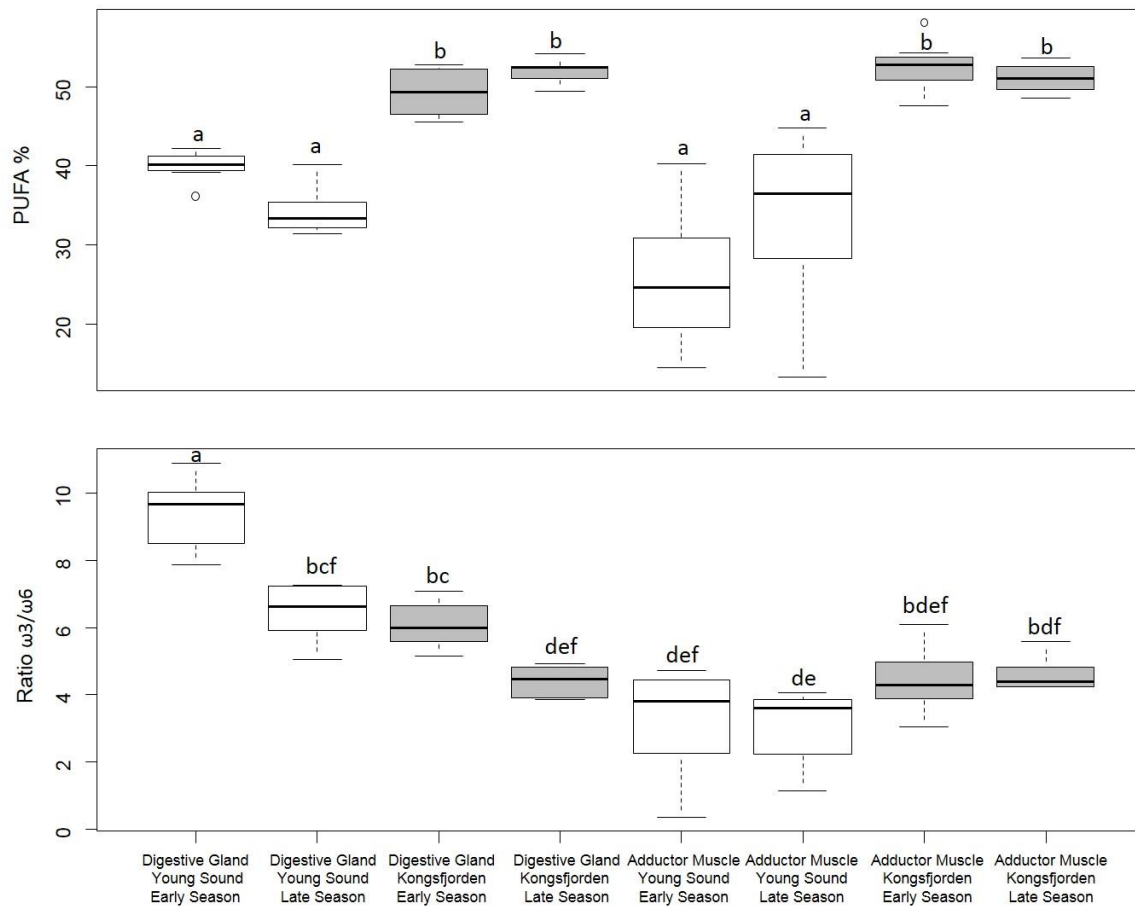 b
b
b
b
50
a
a
a
a
40
PUFA %
30
20
a
10
bcf
bc
bdef
8
bdf
def
def
de
6
Ratio ω3/ω6
4
2
0
Digestive Gland
Young Sound
Early Season
Digestive Gland
Young Sound
Late Season
Digestive Gland
Kongsfjorden
Early Season
Digestive Gland
Kongsfjorden
Late Season
Adductor Muscle
Young Sound
Early Season
Adductor Muscle
Young Sound
Late Season
Adductor Muscle
Kongsfjorden
Early Season
Adductor Muscle
Kongsfjorden
Late Season